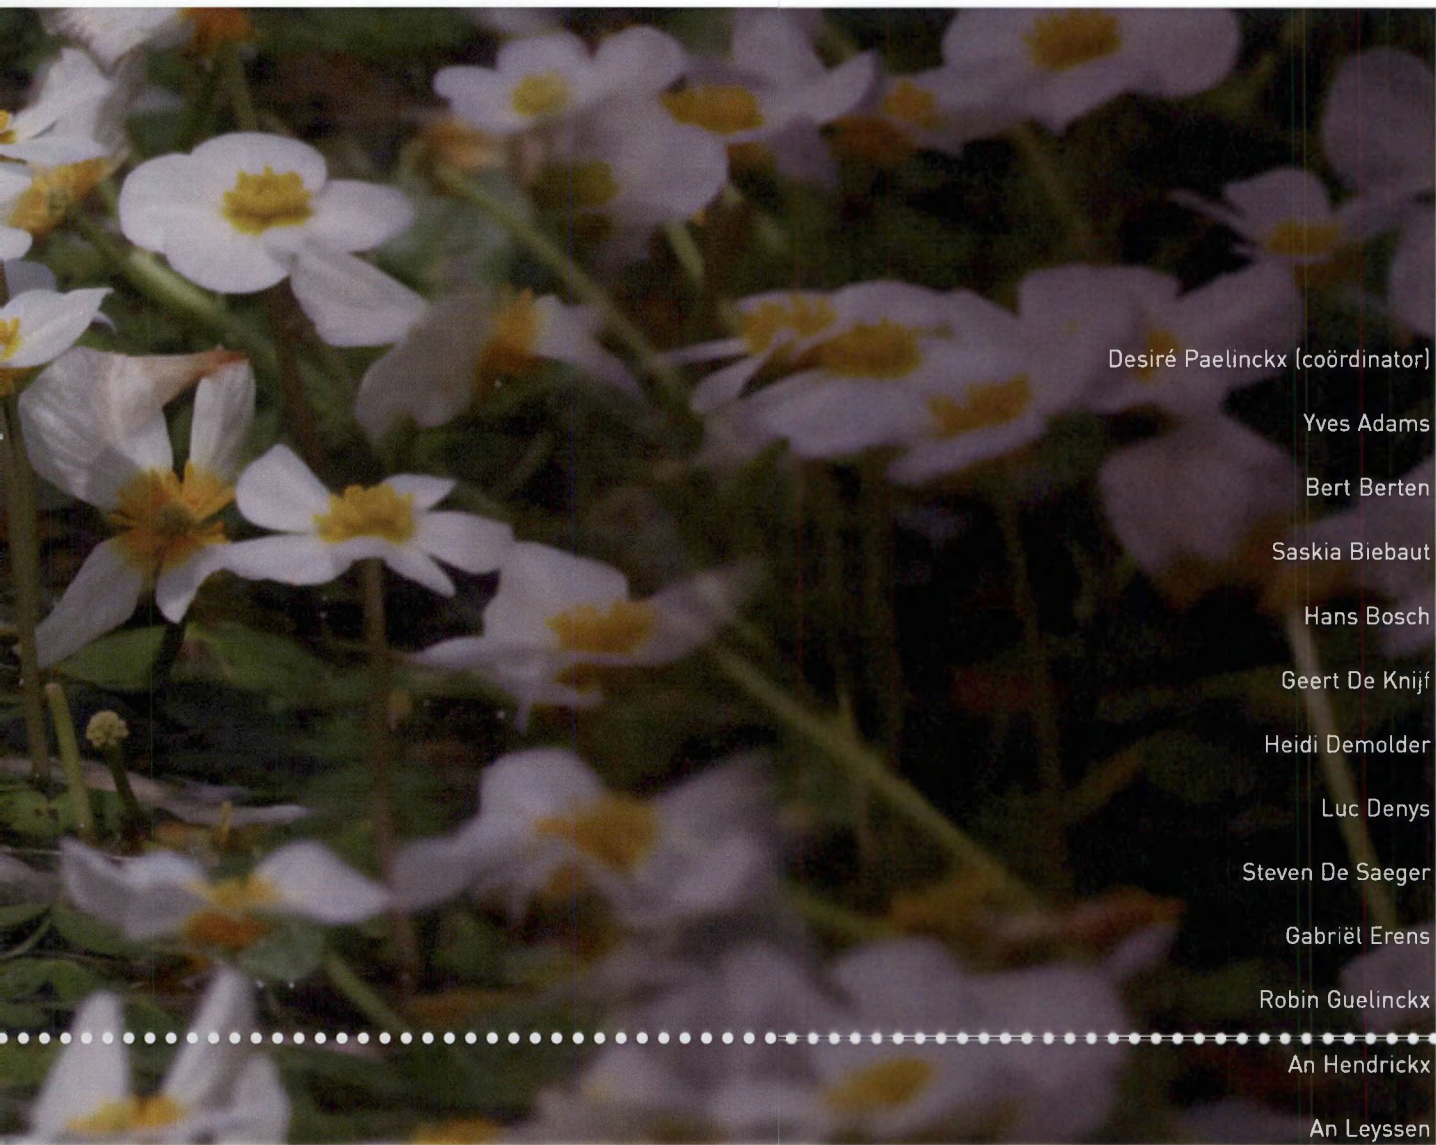 Desiré Paelinckx (coördinator)
Yves Adams
Bert Berten
Saskia Biebaut
Hans Bosch
Geert De Knijf
Heidi Demolder
Luc Denys
Steven De Saeger
Gabriël Erens
Robin Guelinckx
An Hendrickx
An Leyssen